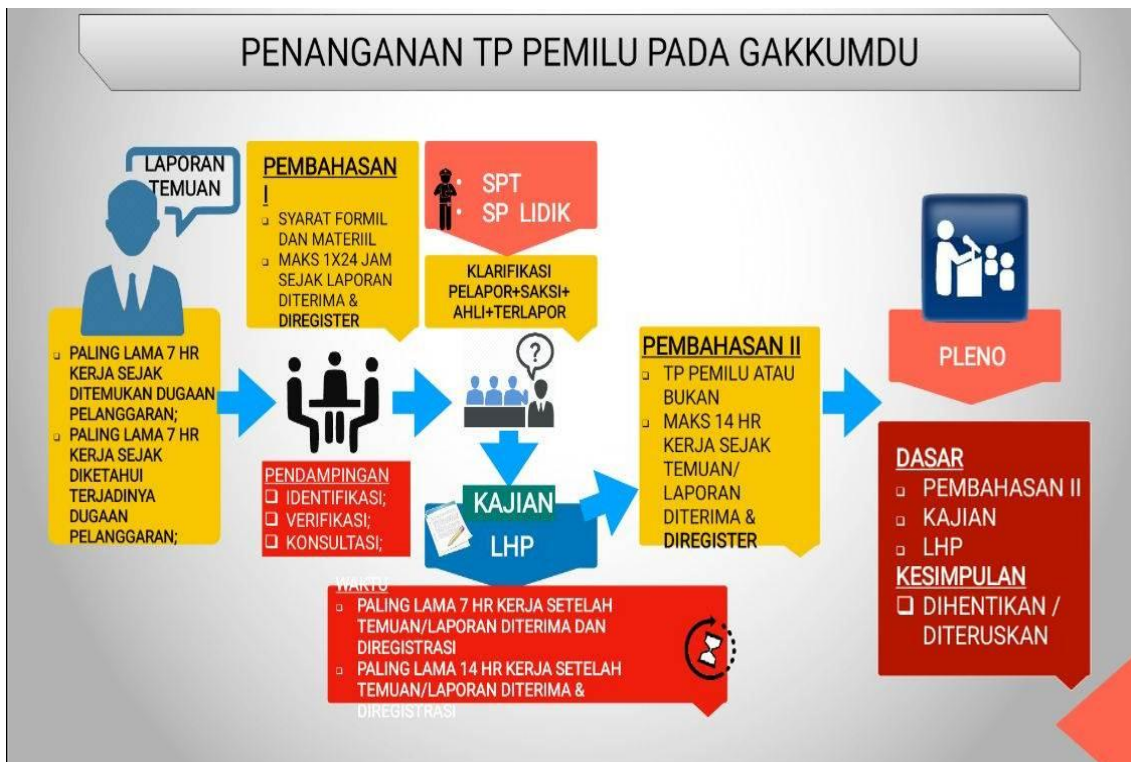 PENANGANAN TP PEMILU PADA GAKKUMDU
LAPORAN
TEMUAN
▫ PALING LAMA 7 HR
KERJA SEJAK
DITEMUKAN DUGAAN
PELANGGARAN;
▫ PALING LAMA 7 HR
KERJA SEJAK
DIKETAHUI
TERJADINYA
DUGAAN
PELANGGARAN;
PEMBAHASAN
I
▫ SYARAT FORMIL
DAN MATERIIL
▫ MAKS 1X24 JAM
SEJAK LAPORAN
DITERIMA &
DIREGISTER
PENDAMPINGAN
❑ IDENTIFIKASI;
❑ VERIFIKASI;
❑ KONSULTASI;
• SPT
• SP LIDIK
KLARIFIKASI
PELAPOR+SAKSI+
AHLI+TERLAPOR
?
KAJIAN
LHP
WAKTU
▫ PALING LAMA 7 HR KERJA SETELAH
TEMUAN/LAPORAN DITERIMA DAN
DIREGISTRASI
▫ PALING LAMA 14 HR KERJA SETELAH
TEMUAN/LAPORAN DITERIMA &
DIREGISTRASI
PEMBAHASAN II
▫ TP PEMILU ATAU
BUKAN
▫ MAKS 14 HR
KERJA SEJAK
TEMUAN/
LAPORAN
DITERIMA &
DIREGISTER
PLENO
DASAR
▫ PEMBAHASAN II
▫ KAJIAN
▫ LHP
KESIMPULAN
❑ DIHENTIKAN /
DITERUSKAN